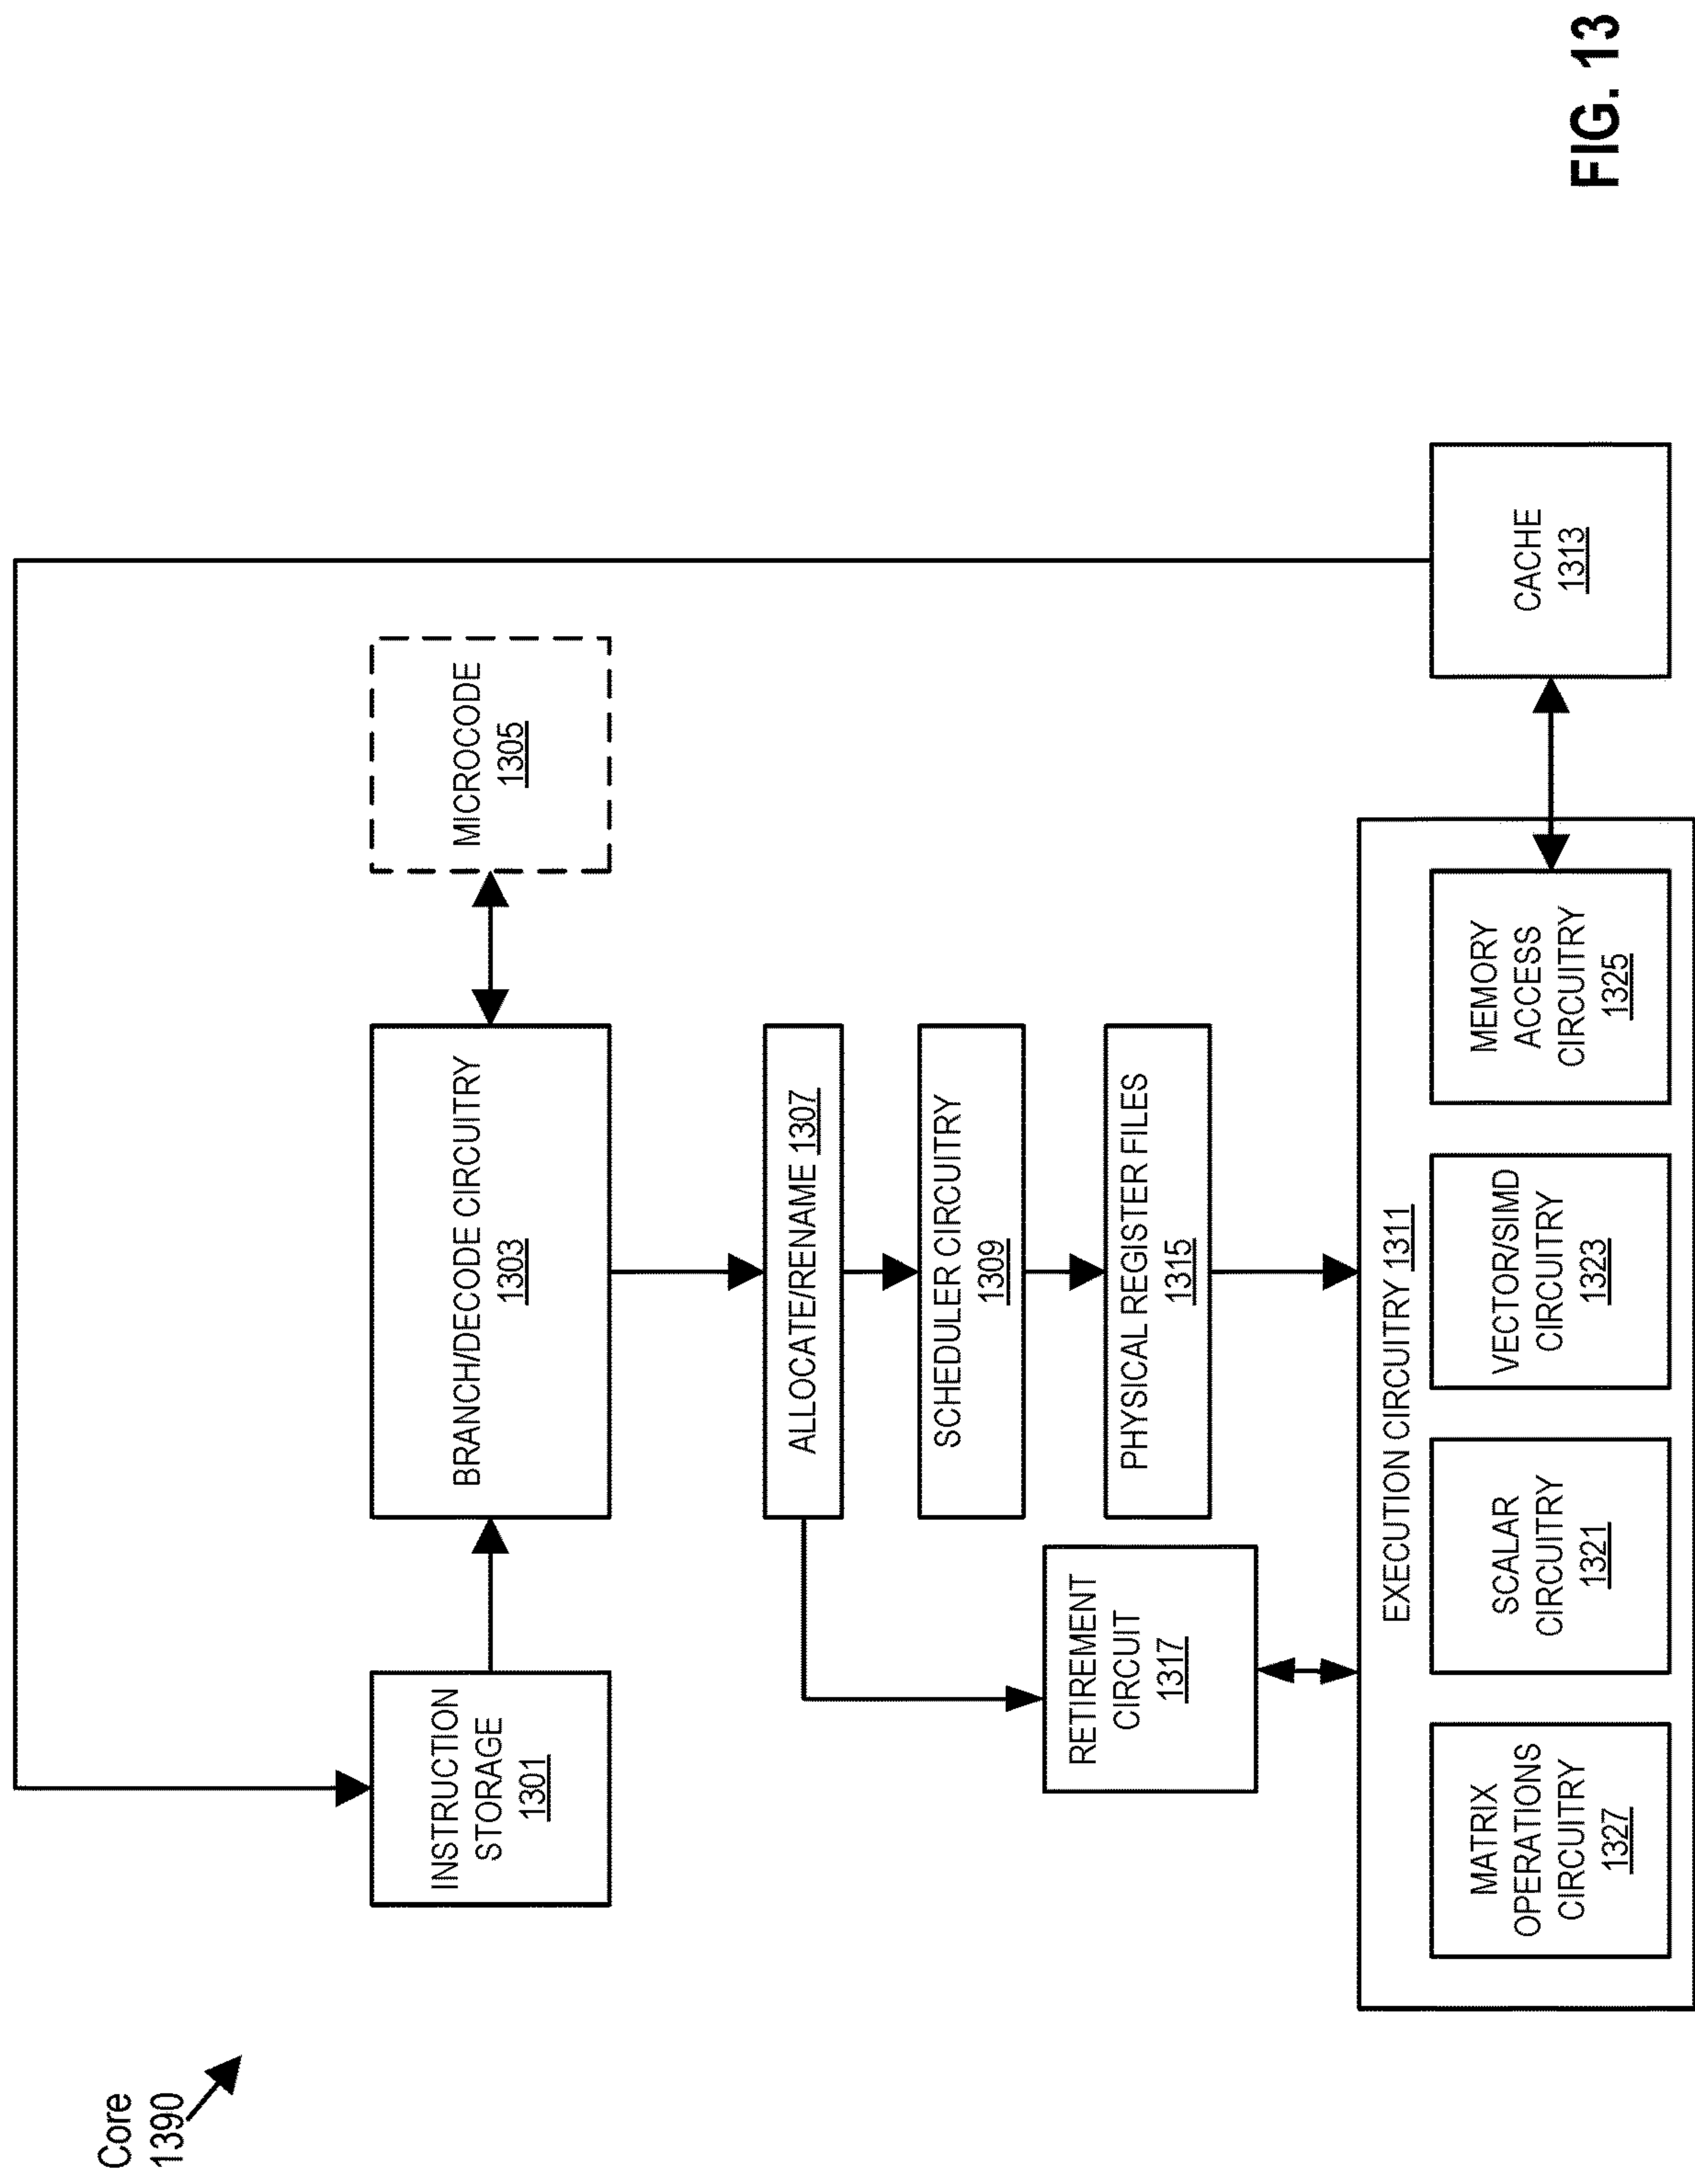 Core
1390
INSTRUCTION
STORAGE
1301
BRANCH/DECODE CIRCUITRY
1303
MICROCODE
1305
ALLOCATE/RENAME 1307
SCHEDULER CIRCUITRY
1309
RETIREMENT
CIRCUIT
1317
PHYSICAL REGISTER FILES
1315
EXECUTION CIRCUITRY 1311
MATRIX
OPERATIONS
CIRCUITRY
1327
SCALAR
CIRCUITRY
1321
VECTOR/SIMD
CIRCUITRY
1323
MEMORY
ACCESS
CIRCUITRY
1325
CACHE
1313
FIG. 13